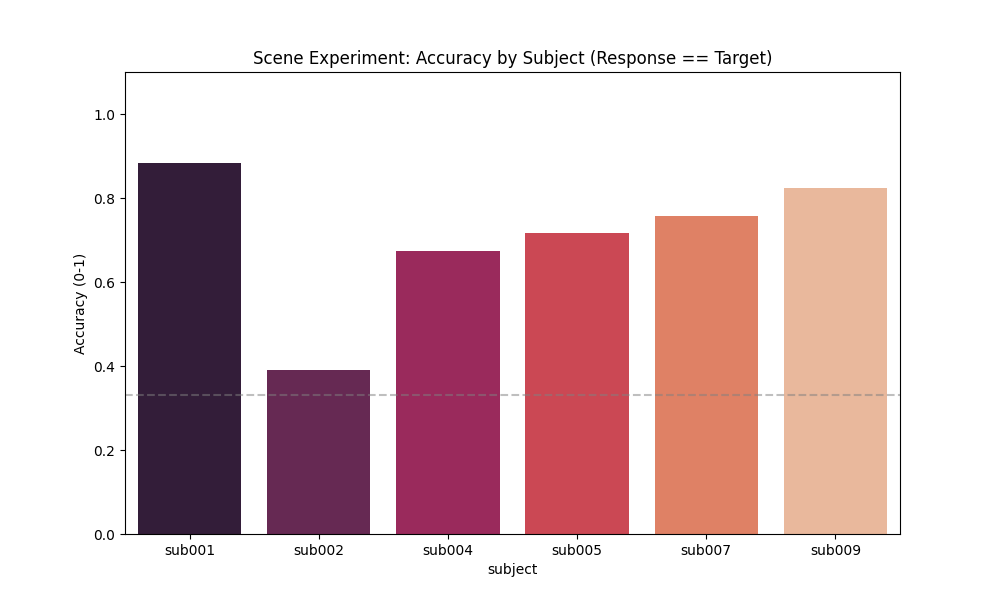 Scene Experiment: Accuracy by Subject (Response == Target)
Accuracy (0-1)
1.0
0.8
0.6
0.4
0.2
0.0
sub001 sub002 sub004 sub005 sub007 sub009
subject